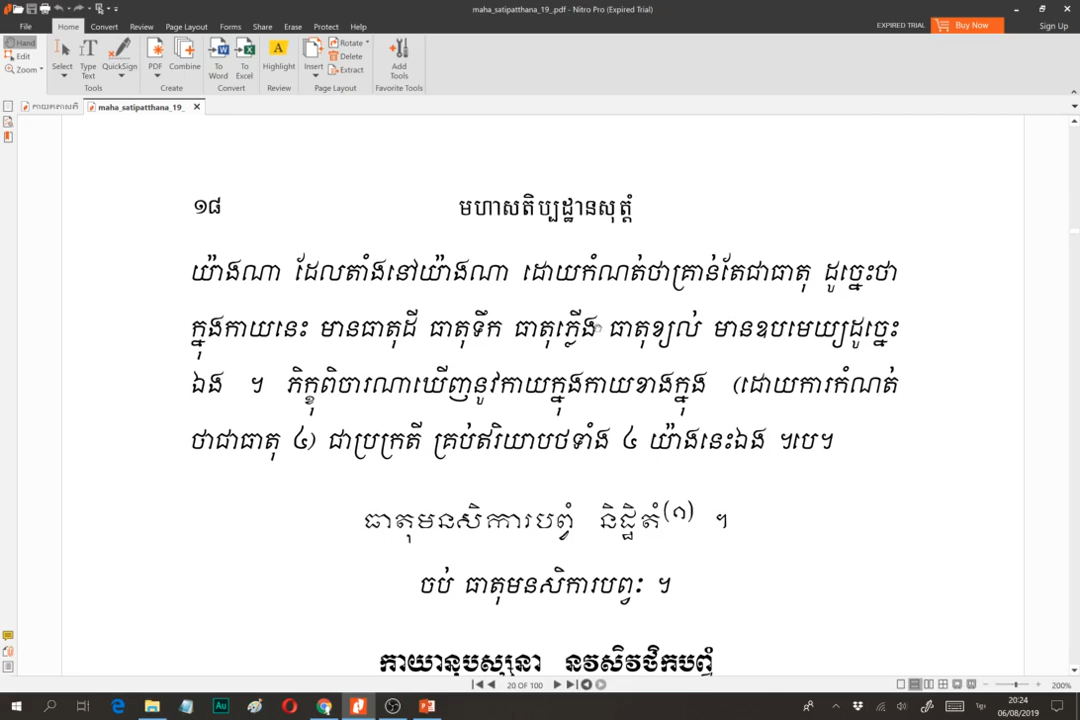 maha_satipatthana_19_.pdf - Nitro Pro (Expired Trial)
File Home Convert Review Page Layout Forms Share Erase Protect Help
EXPIRED TRIAL Buy Now Sign Up
Hand Edit Zoom
Select Type Text QuickSign Tools
PDF Combine Create
To Word To Excel Convert
Highlight Review
Insert Rotate Delete Extract Page Layout
Add Tools Favorite Tools
maha_satipatthana_19_
១៨ មហាសតិប្បដ្ឋានសុត្តំ
យ៉ាងណា ដែលតាំងនៅយ៉ាងណា ដោយកំណត់ថាគ្រាន់តែជាធាតុ ដូច្នេះថា
ក្នុងកាយនេះ មានធាតុដី ធាតុទឹក ធាតុភ្លើង ធាតុខ្យល់ មានឧបមេយ្យដូច្នេះ
ឯង ។ ភិក្ខុពិចារណាឃើញនូវកាយក្នុងកាយខាងក្នុង (ដោយការកំណត់
ថាជាធាតុ ៤) ជាប្រក្រតី គ្រប់ឥរិយាបថទាំង ៤ យ៉ាងនេះឯង ។បេ។
ធាតុមនសិការបព្វំ និដ្ឋិតំ(១) ។
ចប់ ធាតុមនសិការបព្វៈ ។
កាយានុបស្សនា នវសិវថិកបព្វំ
20 OF 100
200%
20:24
06/08/2019